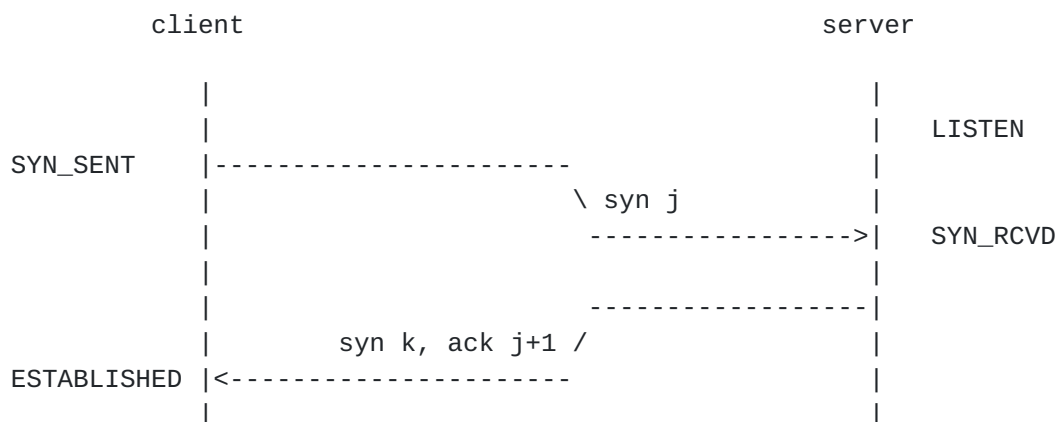 client server
LISTEN
SYN_SENT
\ syn j
SYN_RCVD
syn k, ack j+1 /
ESTABLISHED